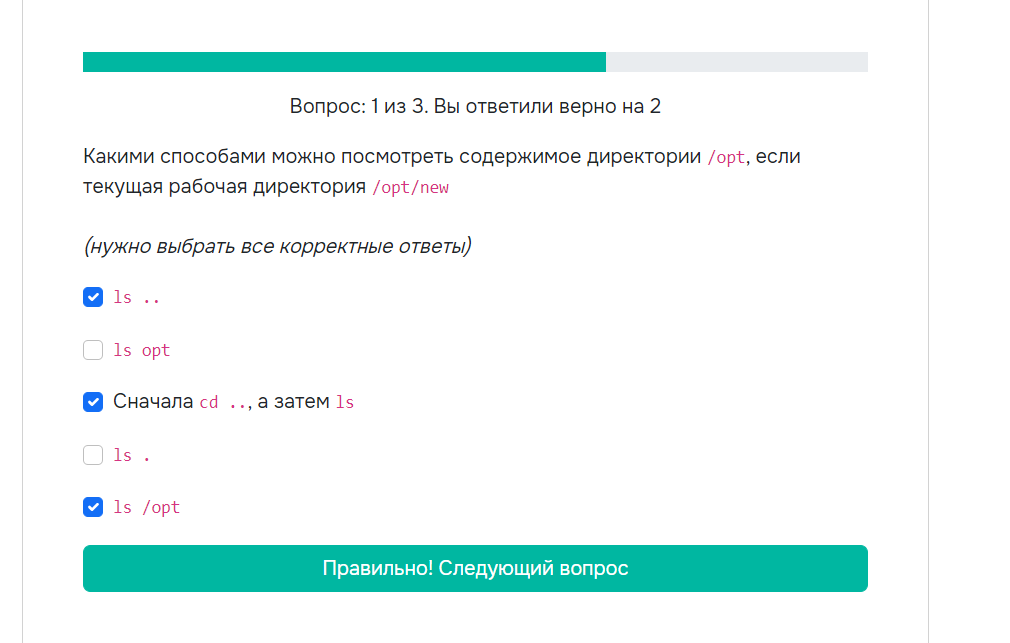 Вопрос: 1 из 3. Вы ответили верно на 2
Какими способами можно посмотреть содержимое директории /opt, если
текущая рабочая директория /opt/new
(нужно выбрать все корректные ответы)
ls ..
ls opt
Сначала cd .., а затем ls
ls .
ls /opt
Правильно! Следующий вопрос